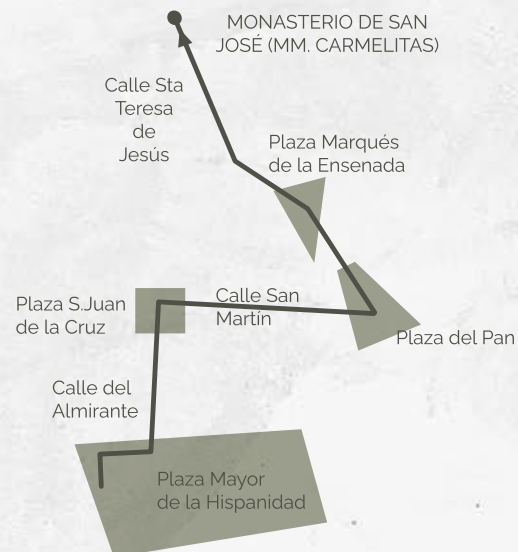 MONASTERIO DE SAN
JOSÉ (MM. CARMELITAS)
Calle Sta
Teresa
de
Jesús
Plaza Marqués
de la Ensenada
Plaza S.Juan
de la Cruz
Calle San
Martín
Plaza del Pan
Calle del
Almirante
Plaza Mayor
de la Hispanidad